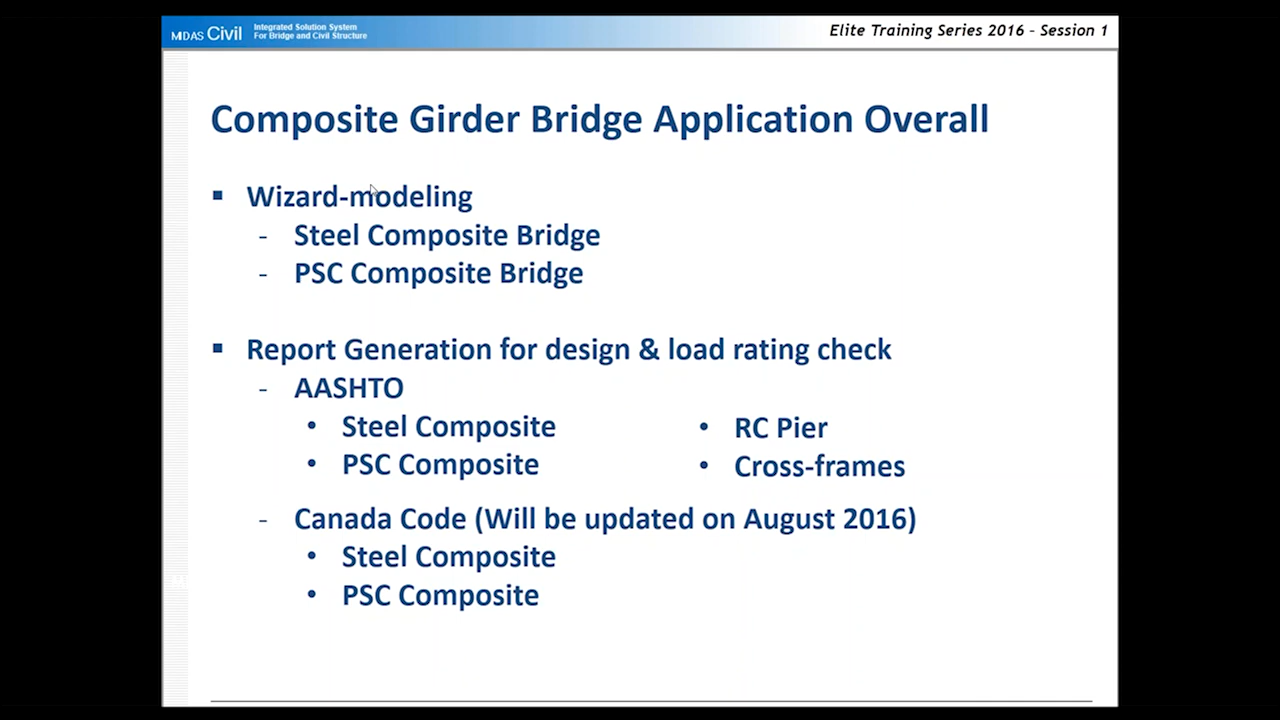 MIDAS Civil
Integrated Solution System
For Bridge and Civil Structure
Elite Training Series 2016 – Session 1
Composite Girder Bridge Application Overall
▪ Wizard-modeling
- Steel Composite Bridge
- PSC Composite Bridge
▪ Report Generation for design & load rating check
- AASHTO
• Steel Composite
• PSC Composite
• RC Pier
• Cross-frames
- Canada Code (Will be updated on August 2016)
• Steel Composite
• PSC Composite